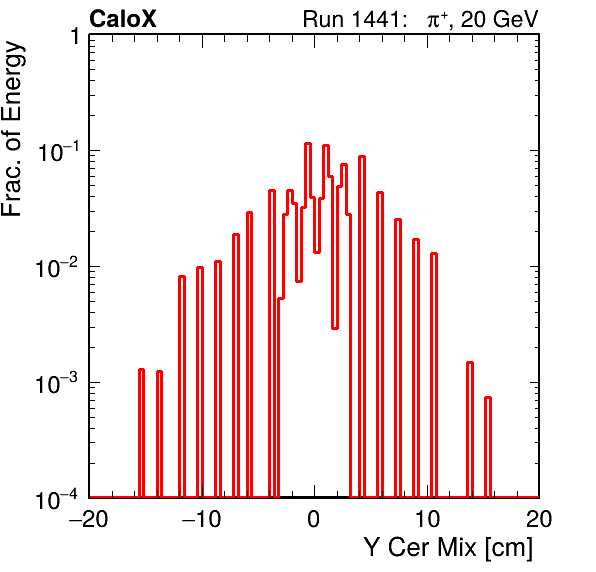 CaloX Run 1441: π⁺, 20 GeV
Frac. of Energy
1
10⁻¹
10⁻²
10⁻³
10⁻⁴
−20 −10 0 10 20
Y Cer Mix [cm]